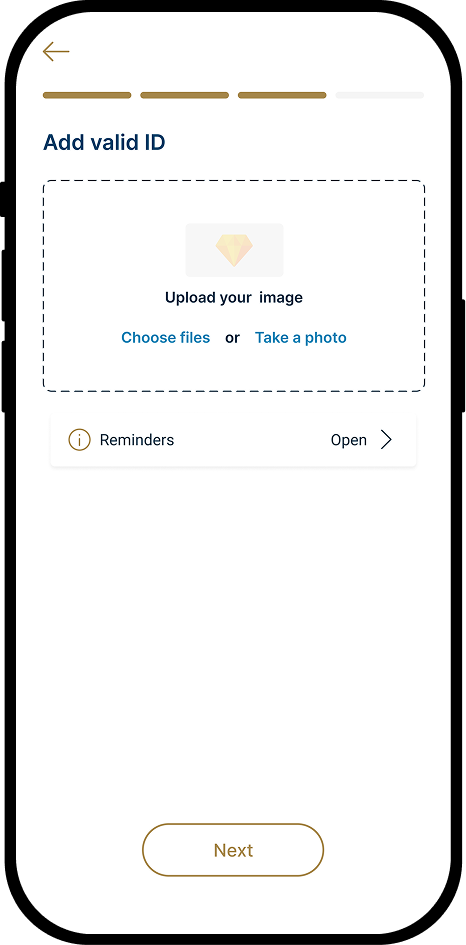 Add valid ID
Upload your image
Choose files or Take a photo
Reminders Open
Next